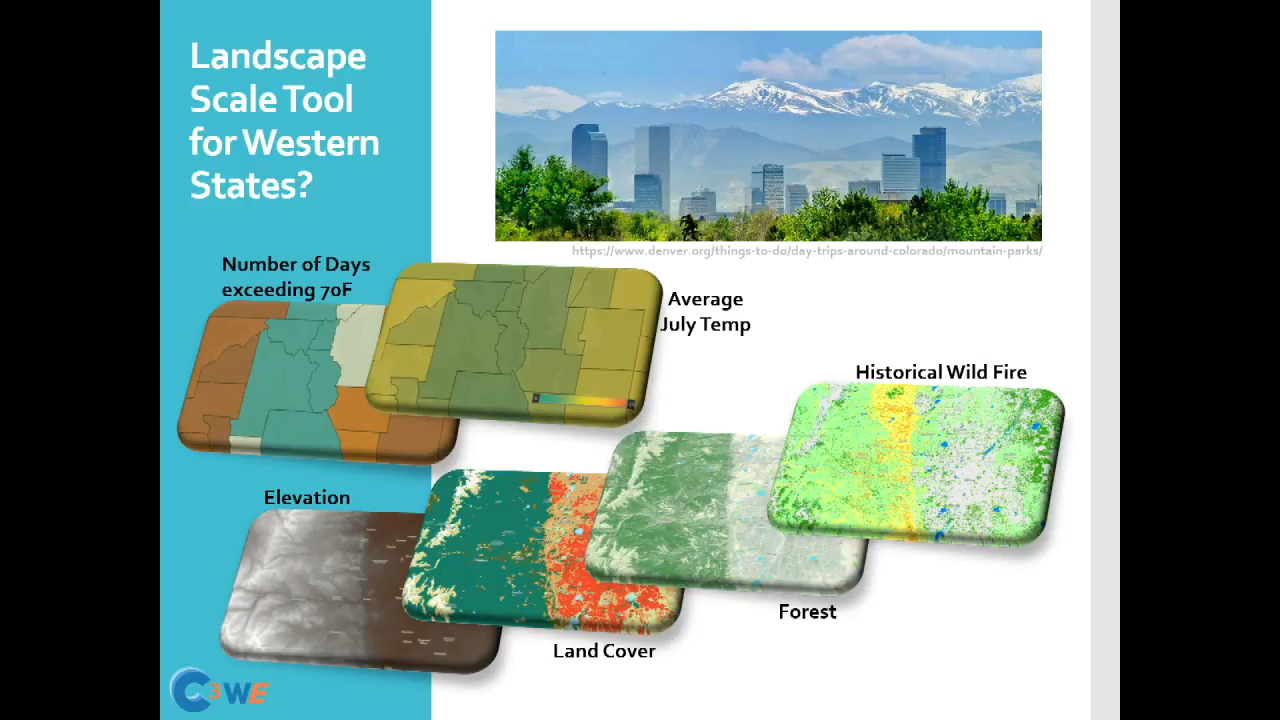 Landscape
Scale Tool
for Western
States?
https://www.denver.org/things-to-do/day-trips-around-colorado/mountain-parks/
Number of Days
exceeding 70F
Average
July Temp
Historical Wild Fire
Elevation
Forest
Land Cover
C3WE